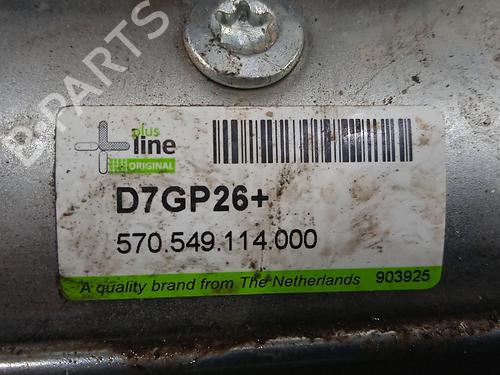 B-PARTS
plus
line
ORIGINAL
D7GP26+
570.549.114.000
A quality brand from The Netherlands 903925